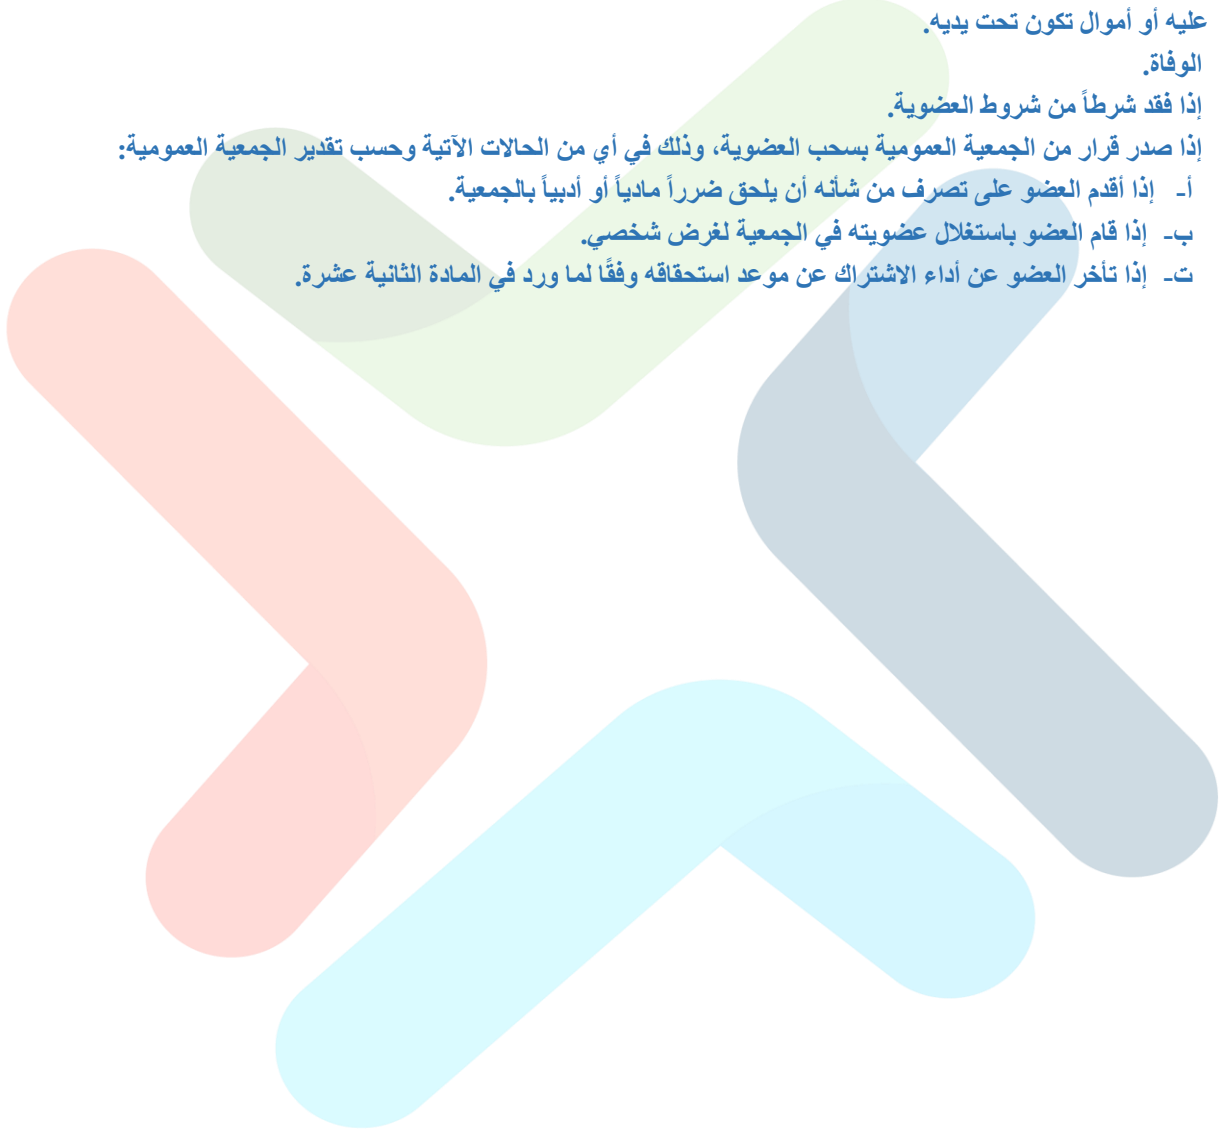 عليه أو أموال تكون تحت يديه.
الوفاة.
إذا فقد شرطاً من شروط العضوية.
إذا صدر قرار من الجمعية العمومية بسحب العضوية، وذلك في أي من الحالات الآتية وحسب تقدير الجمعية العمومية:
أ- إذا أقدم العضو على تصرف من شأنه أن يلحق ضرراً مادياً أو أدبياً بالجمعية.
ب- إذا قام العضو باستغلال عضويته في الجمعية لغرض شخصي.
ت- إذا تأخر العضو عن أداء الاشتراك عن موعد استحقاقه وفقًا لما ورد في المادة الثانية عشرة.